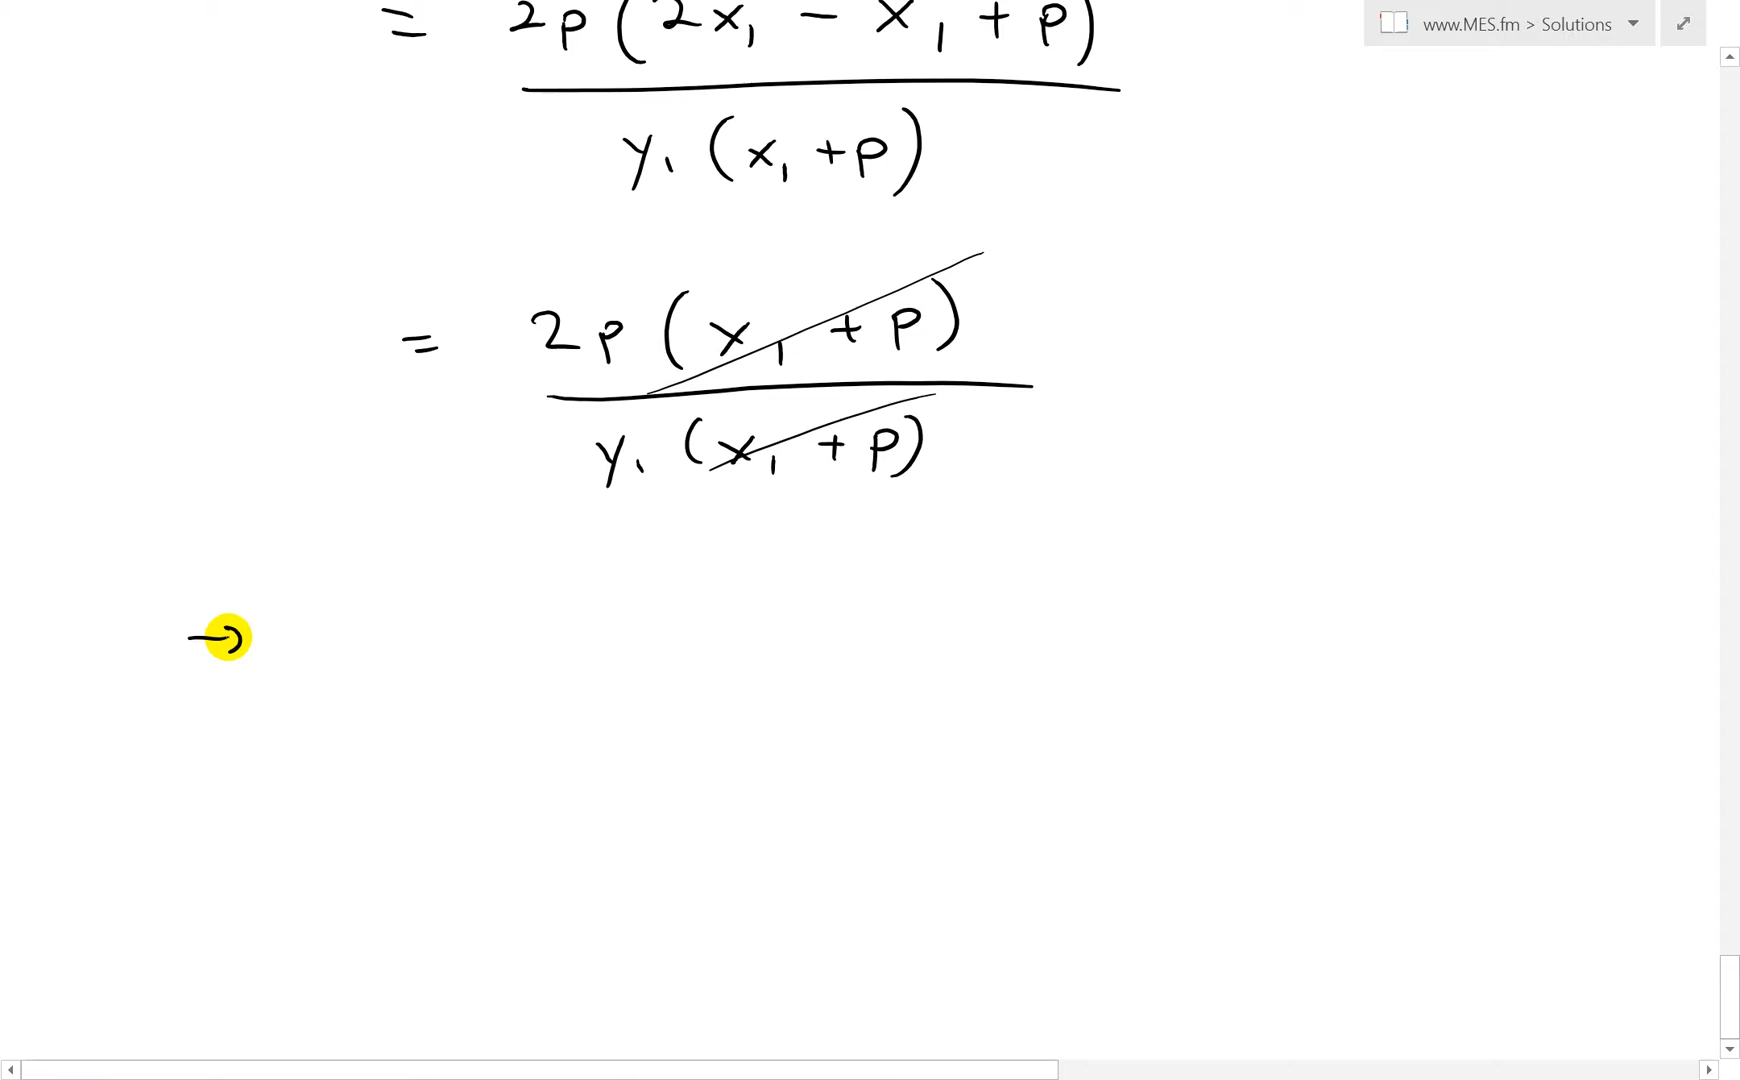 www.MES.fm > Solutions
= 2p(2x₁ - x₁ + p)
y₁(x₁ + p)
= 2p(x₁ + p)
y₁(x₁ + p)
→